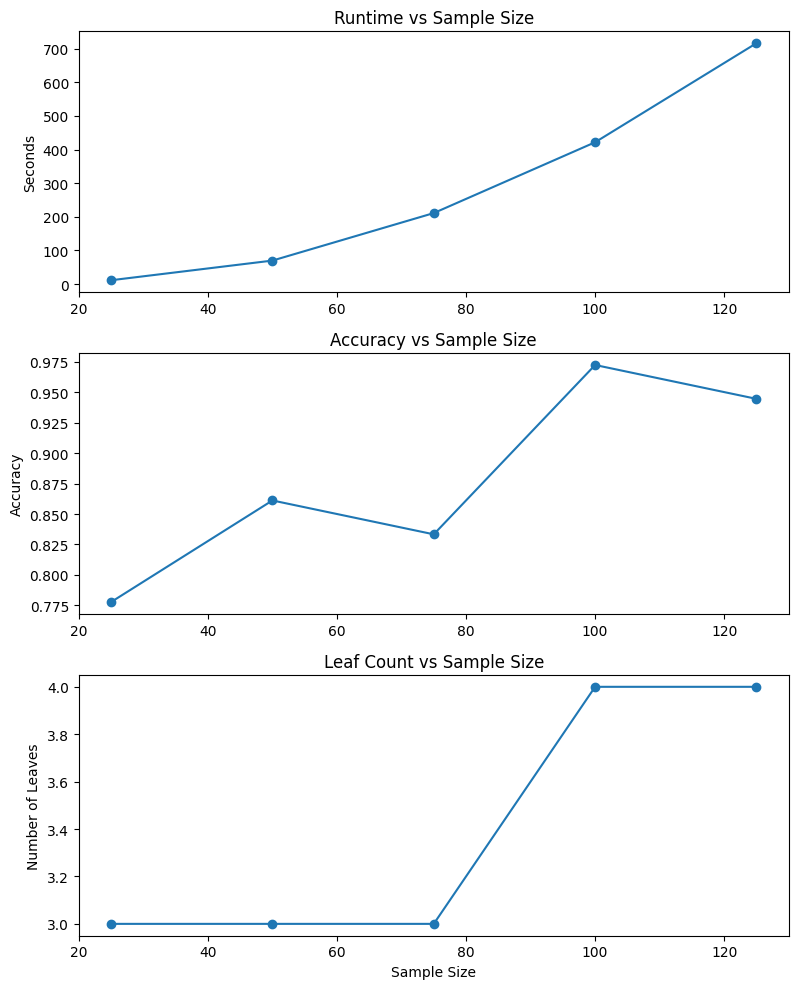 Runtime vs Sample Size
700
600
500
400
300
200
100
0
Seconds
20 40 60 80 100 120
Accuracy vs Sample Size
0.975
0.950
0.925
0.900
0.875
0.850
0.825
0.800
0.775
Accuracy
20 40 60 80 100 120
Leaf Count vs Sample Size
4.0
3.8
3.6
3.4
3.2
3.0
Number of Leaves
20 40 60 80 100 120
Sample Size